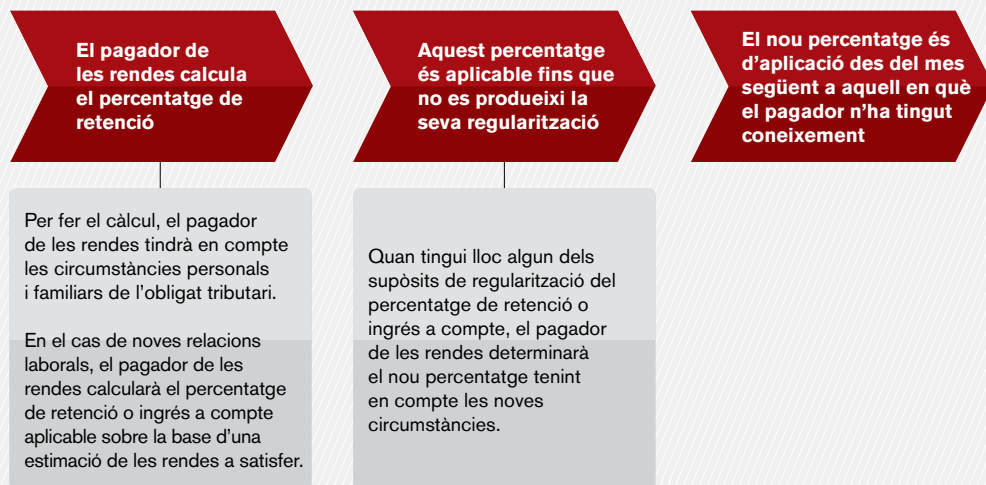 El pagador de
les rendes calcula
el percentatge de
retenció
Per fer el càlcul, el pagador
de les rendes tindrà en compte
les circumstàncies personals
i familiars de l'obligat tributari.
En el cas de noves relacions
laborals, el pagador de les
rendes calcularà el percentatge
de retenció o ingrés a compte
aplicable sobre la base d'una
estimació de les rendes a satisfer.
Aquest percentatge
és aplicable fins que
no es produeixi la
seva regularització
Quan tingui lloc algun dels
supòsits de regularització del
percentatge de retenció o
ingrés a compte, el pagador
de les rendes determinarà
el nou percentatge tenint
en compte les noves
circumstàncies.
El nou percentatge és
d'aplicació des del mes
següent a aquell en què
el pagador n'ha tingut
coneixement